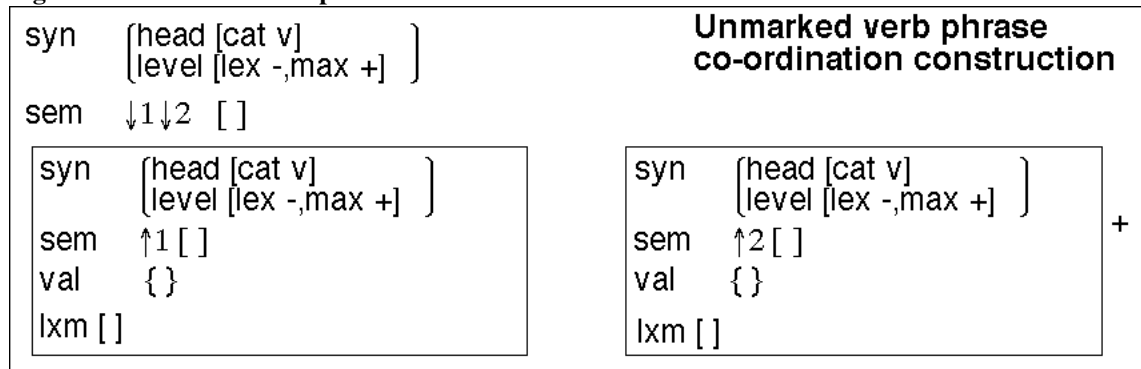 syn [head [cat v]
level [lex -,max +] ]
Unmarked verb phrase
co-ordination construction
sem ↓1↓2 [ ]
syn [head [cat v]
level [lex -,max +] ]
sem ↑1 [ ]
val { }
lxm [ ]
syn [head [cat v]
level [lex -,max +] ]
sem ↑2 [ ]
val { }
lxm [ ]
+